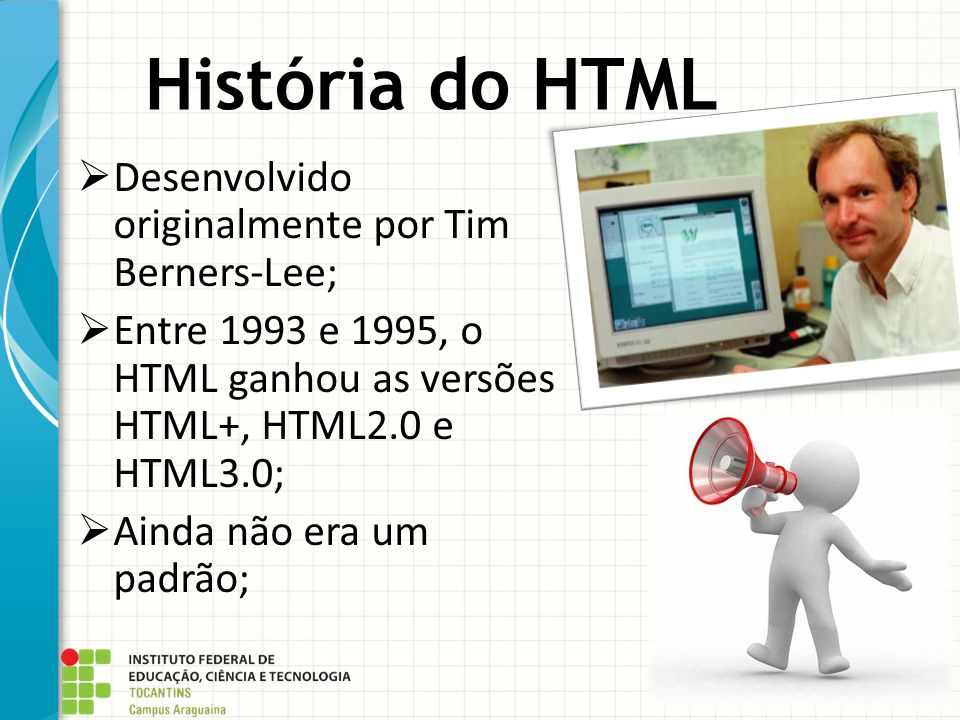 História do HTML
➢ Desenvolvido
originalmente por Tim
Berners-Lee;
➢ Entre 1993 e 1995, o
HTML ganhou as versões
HTML+, HTML2.0 e
HTML3.0;
➢ Ainda não era um
padrão;
INSTITUTO FEDERAL DE
EDUCAÇÃO, CIÊNCIA E TECNOLOGIA
TOCANTINS
Campus Araguaína